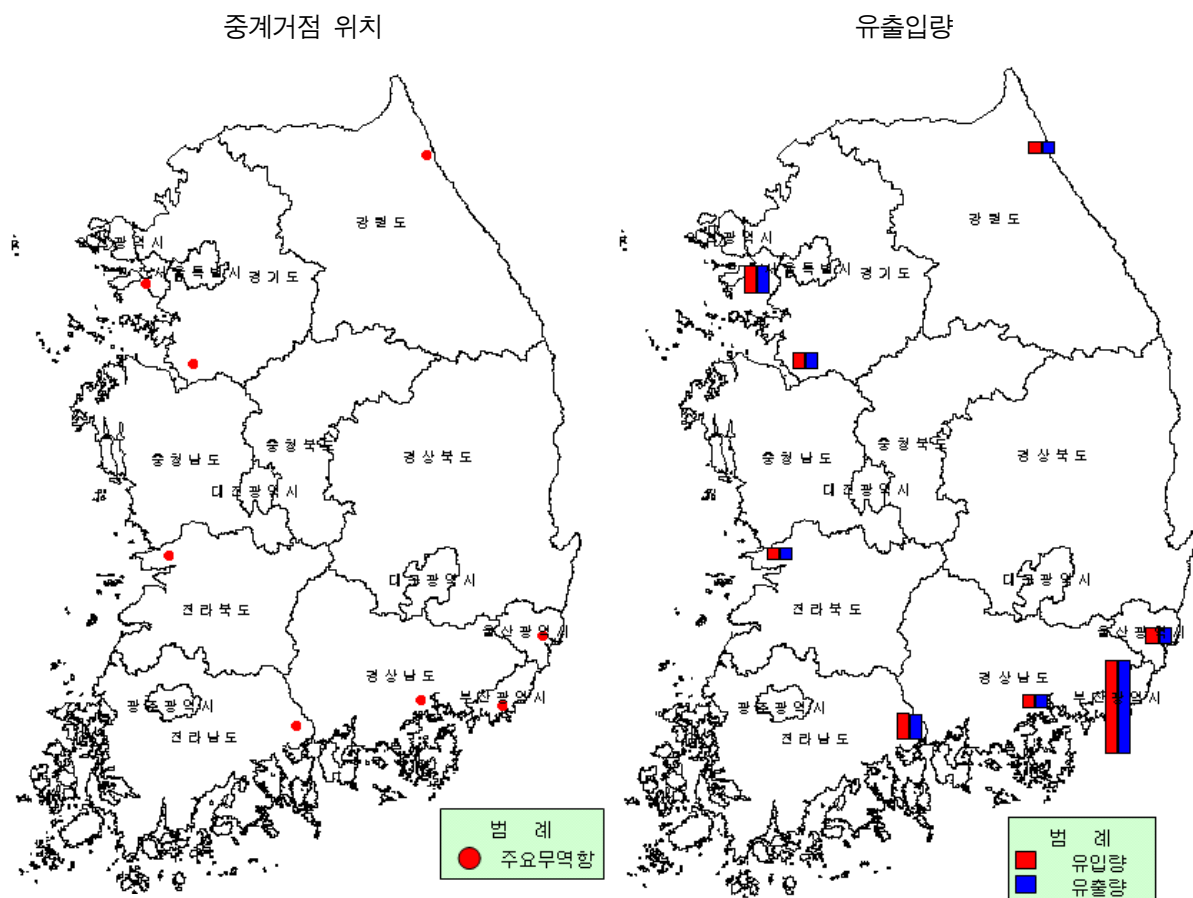 중계거점 위치
유출입량
강원도
경기도
충청남도
충청북도
경상북도
대전광역시
대구광역시
전라북도
울산광역시
경상남도
부산광역시
광주광역시
전라남도
범 례
주요무역항
강원도
경기도
충청남도
충청북도
경상북도
대전광역시
대구광역시
전라북도
울산광역시
경상남도
부산광역시
광주광역시
전라남도
범 례
유입량
유출량